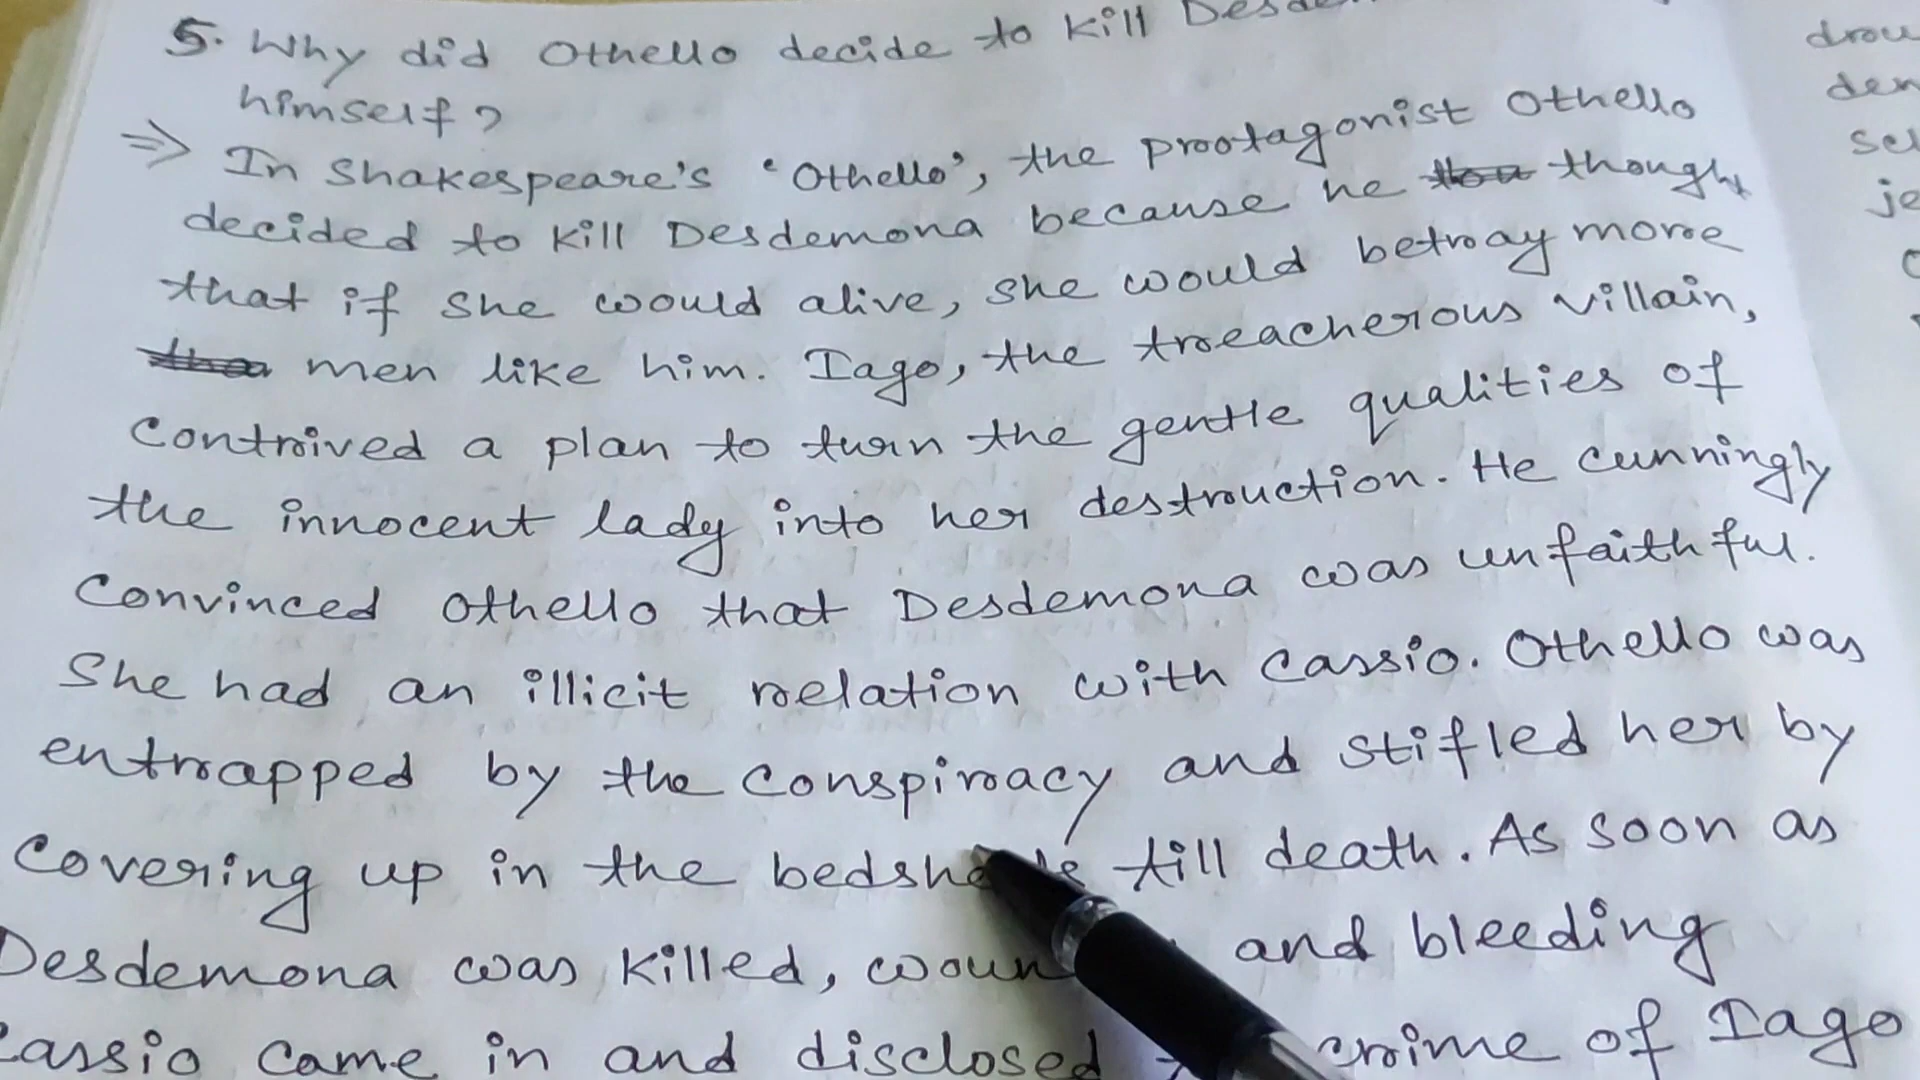 5. Why did Othello decide to kill
himself?
⇒ In Shakespeare's 'Othello', the protagonist Othello
decided to kill Desdemona because he thought
that if she would alive, she would betray more
men like him. Iago, the treacherous villain,
contrived a plan to turn the gentle qualities of
the innocent lady into her destruction. He cunningly
convinced Othello that Desdemona was unfaithful.
She had an illicit relation with Cassio. Othello was
entrapped by the conspiracy and stifled her by
covering up in the till death. As soon as
Desdemona was killed, and bleeding
Cassio came in and disclosed crime of Iago